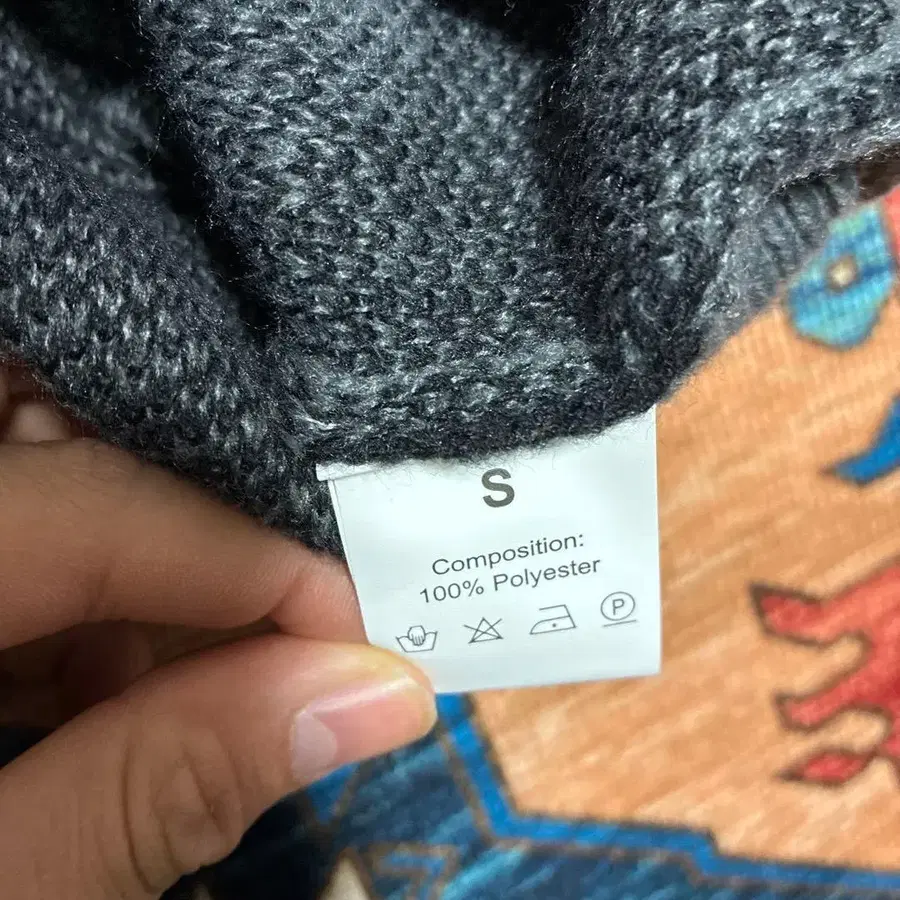 S
Composition:
100% Polyester
P